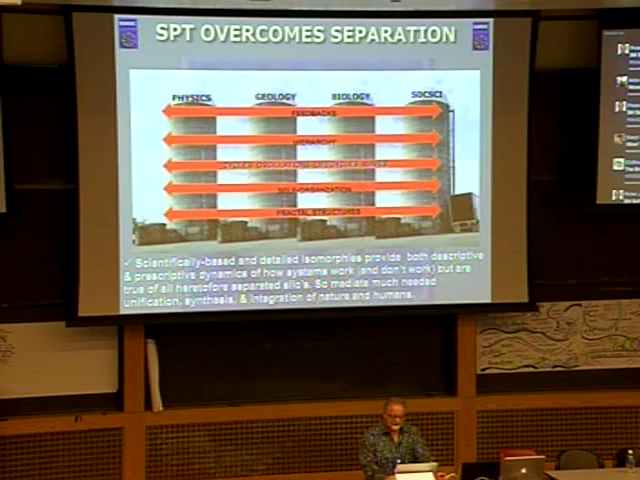 SPT OVERCOMES SEPARATION
PHYSICS GEOLOGY BIOLOGY SOCSCI
FEEDBACKS
HIERARCHY
SELF-ORGANIZATION
FRACTAL STRUCTURES
✓ Scientifically-based and detailed isomorphies provide both descriptive
& prescriptive dynamics of how systems work (and don't work) but are
true of all heretofore separated silo's. So mediate much needed
unification, synthesis, & integration of nature and humans.